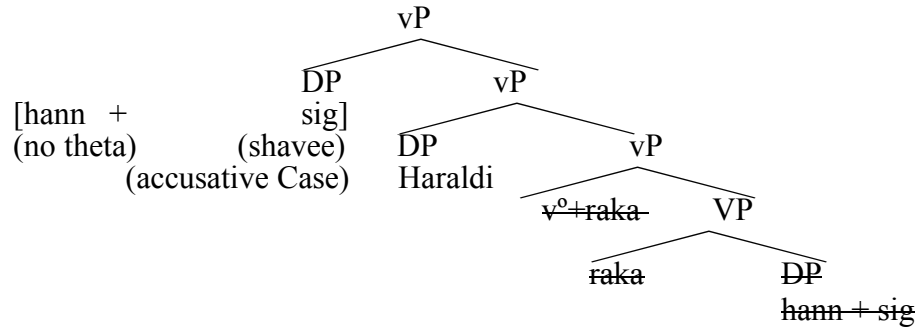 vP
DP vP
[hann + sig]
(no theta) (shavee) DP vP
(accusative Case) Haraldi
vº+raka VP
raka DP
hann + sig